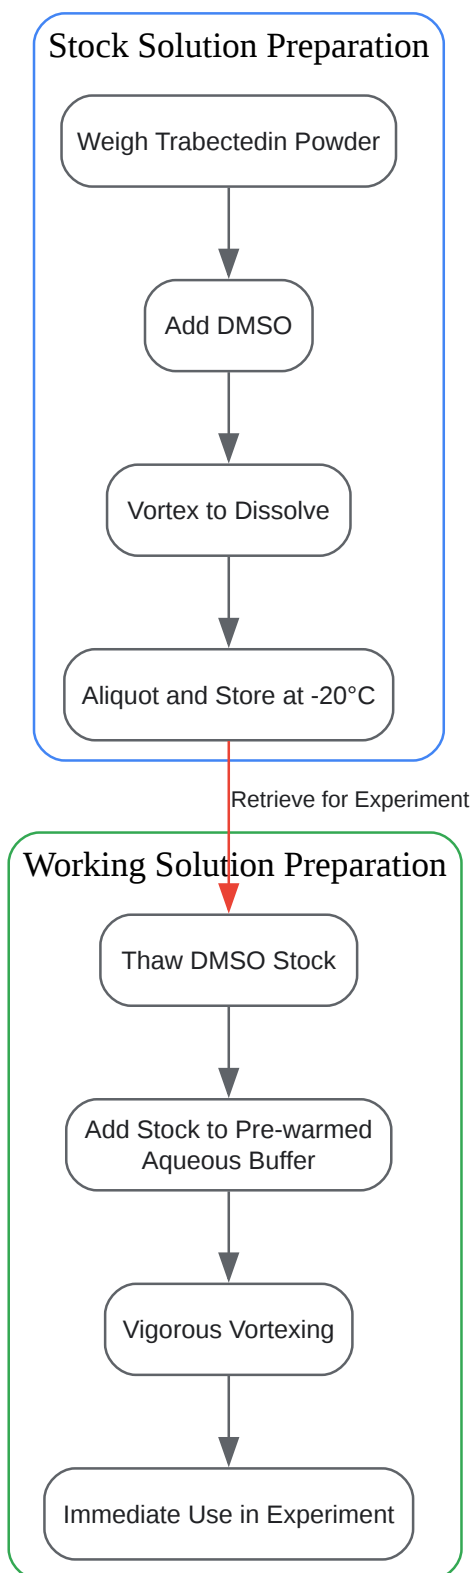 Stock Solution Preparation
Weigh Trabectedin Powder
Add DMSO
Vortex to Dissolve
Aliquot and Store at -20°C
Retrieve for Experiment
Working Solution Preparation
Thaw DMSO Stock
Add Stock to Pre-warmed
Aqueous Buffer
Vigorous Vortexing
Immediate Use in Experiment